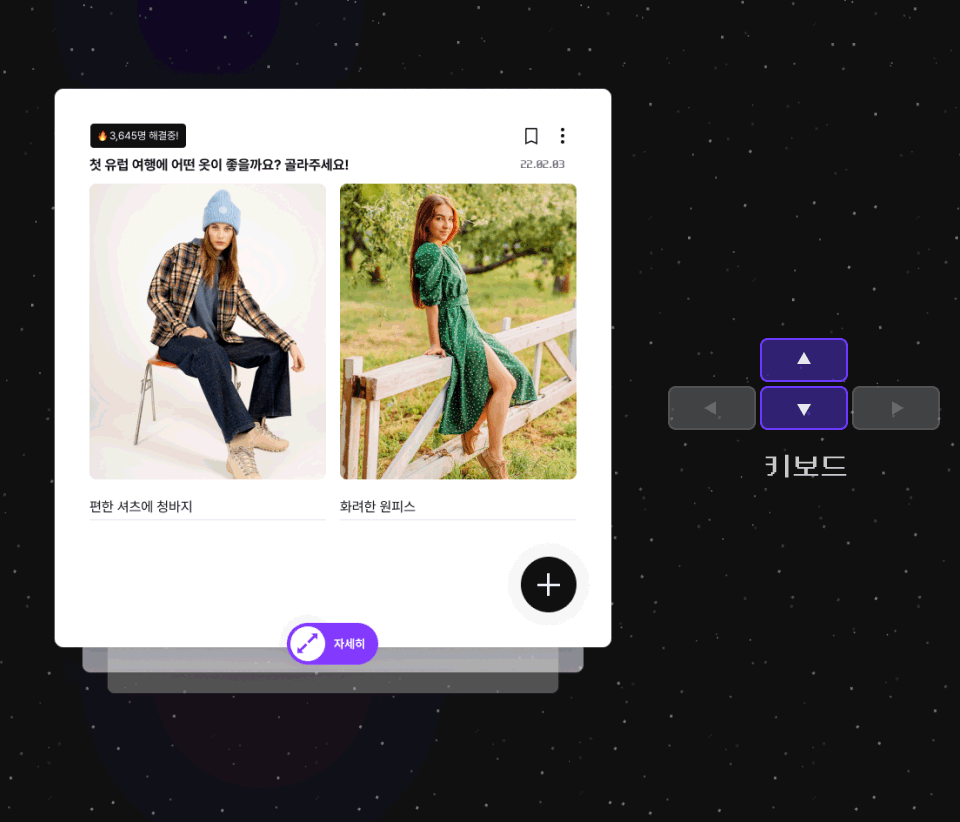 🔥3,645명 해결중!
첫 유럽 여행에 어떤 옷이 좋을까요? 골라주세요!
22.02.03
편한 셔츠에 청바지
화려한 원피스
자세히
키보드